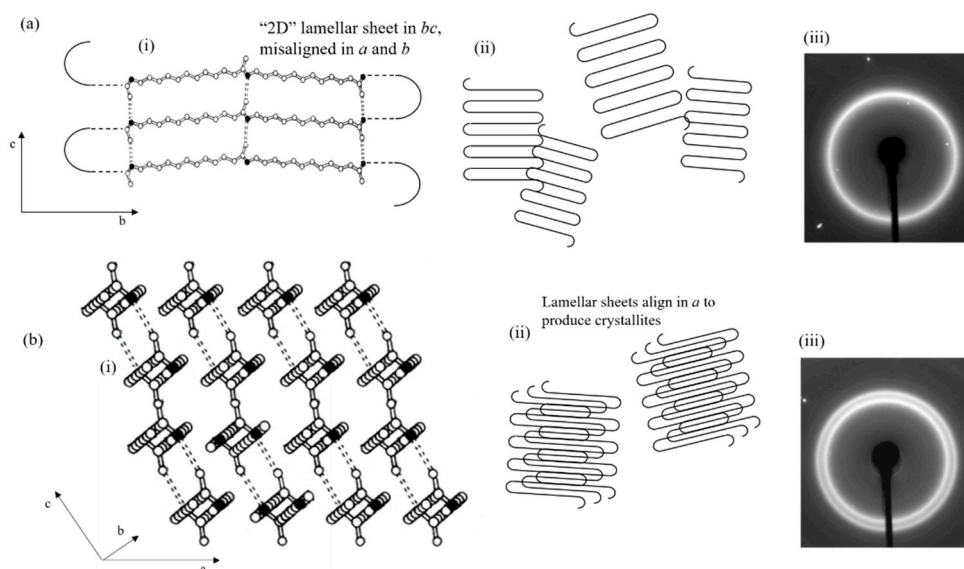 (a)
(i)
"2D" lamellar sheet in bc,
misaligned in a and b
(ii)
(iii)
c
b
(b)
(i)
Lamellar sheets align in a to
produce crystallites
(ii)
(iii)
c
b
a